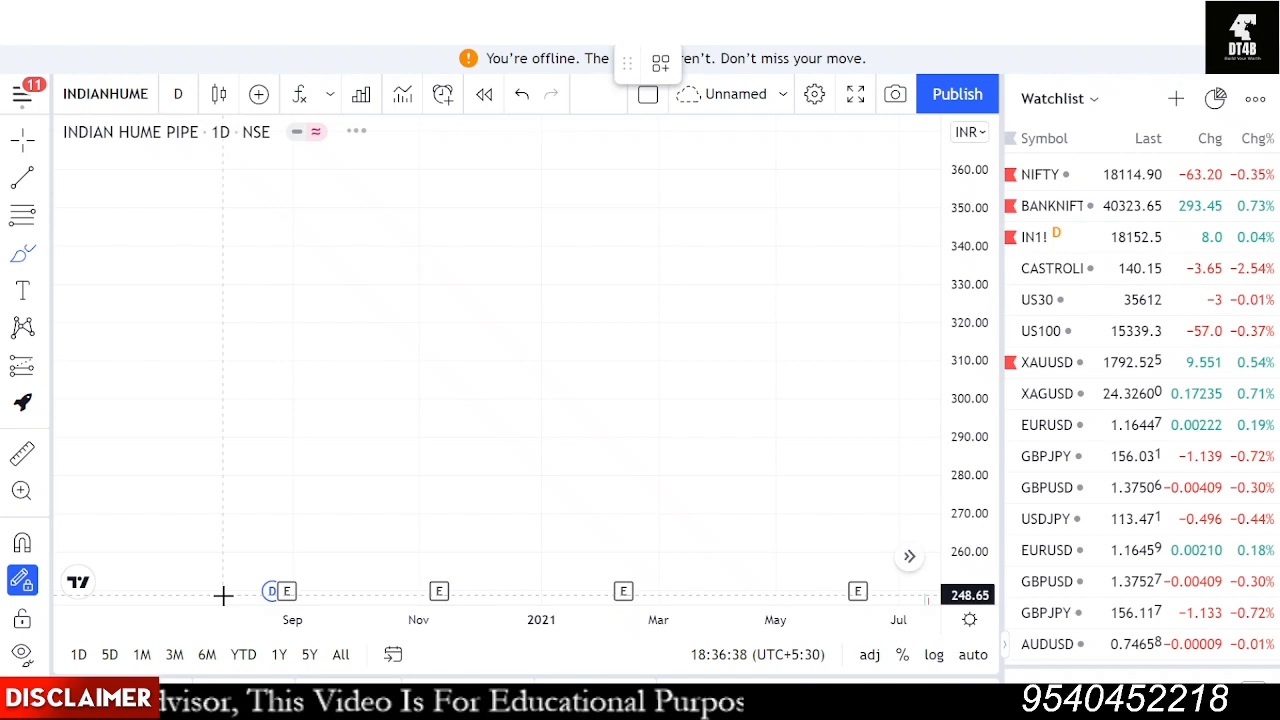 DT4B
Build Your Worth
You're offline. The
ren't. Don't miss your move.
11
INDIANHUME
D
Unnamed
Publish
Watchlist
INDIAN HUME PIPE · 1D · NSE
INR
Symbol Last Chg Chg%
NIFTY 18114.90 −63.20 −0.35%
BANKNIFT 40323.65 293.45 0.73%
IN1! D 18152.5 8.0 0.04%
CASTROLI 140.15 −3.65 −2.54%
US30 35612 −3 −0.01%
US100 15339.3 −57.0 −0.37%
XAUUSD 1792.525 9.551 0.54%
XAGUSD 24.32600 0.17235 0.71%
EURUSD 1.16447 0.00222 0.19%
GBPJPY 156.031 −1.139 −0.72%
GBPUSD 1.37506 −0.00409 −0.30%
USDJPY 113.471 −0.496 −0.44%
EURUSD 1.16459 0.00210 0.18%
GBPUSD 1.37527 −0.00409 −0.30%
GBPJPY 156.117 −1.133 −0.72%
AUDUSD 0.74658 −0.00009 −0.01%
360.00
350.00
340.00
330.00
320.00
310.00
300.00
290.00
280.00
270.00
260.00
248.65
D E E E E
Sep Nov 2021 Mar May Jul
1D 5D 1M 3M 6M YTD 1Y 5Y All
18:36:38 (UTC+5:30)
adj % log auto
DISCLAIMER
dvisor, This Video Is For Educational Purpos
9540452218